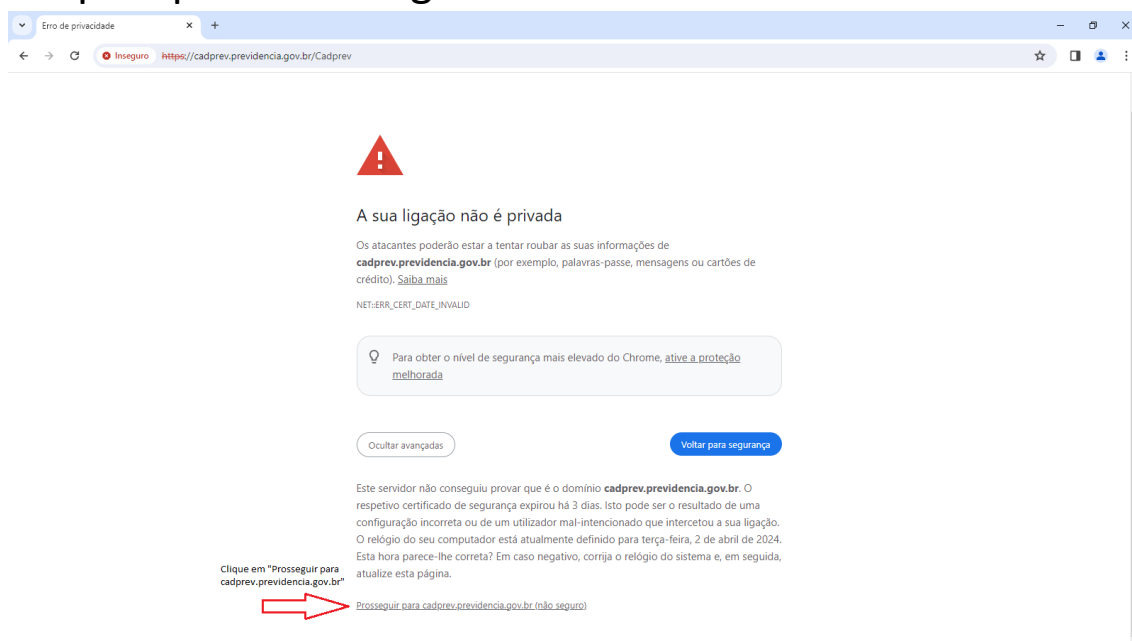 Erro de privacidade
Inseguro https://cadprev.previdencia.gov.br/Cadprev
A sua ligação não é privada
Os atacantes poderão estar a tentar roubar as suas informações de
cadprev.previdencia.gov.br (por exemplo, palavras-passe, mensagens ou cartões de
crédito). Saiba mais
NET::ERR_CERT_DATE_INVALID
Para obter o nível de segurança mais elevado do Chrome, ative a proteção
melhorada
Ocultar avançadas
Voltar para segurança
Este servidor não conseguiu provar que é o domínio cadprev.previdencia.gov.br. O
respetivo certificado de segurança expirou há 3 dias. Isto pode ser o resultado de uma
configuração incorreta ou de um utilizador mal-intencionado que intercetou a sua ligação.
O relógio do seu computador está atualmente definido para terça-feira, 2 de abril de 2024.
Esta hora parece-lhe correta? Em caso negativo, corrija o relógio do sistema e, em seguida,
atualize esta página.
Clique em "Prosseguir para
cadprev.previdencia.gov.br"
Prosseguir para cadprev.previdencia.gov.br (não seguro)